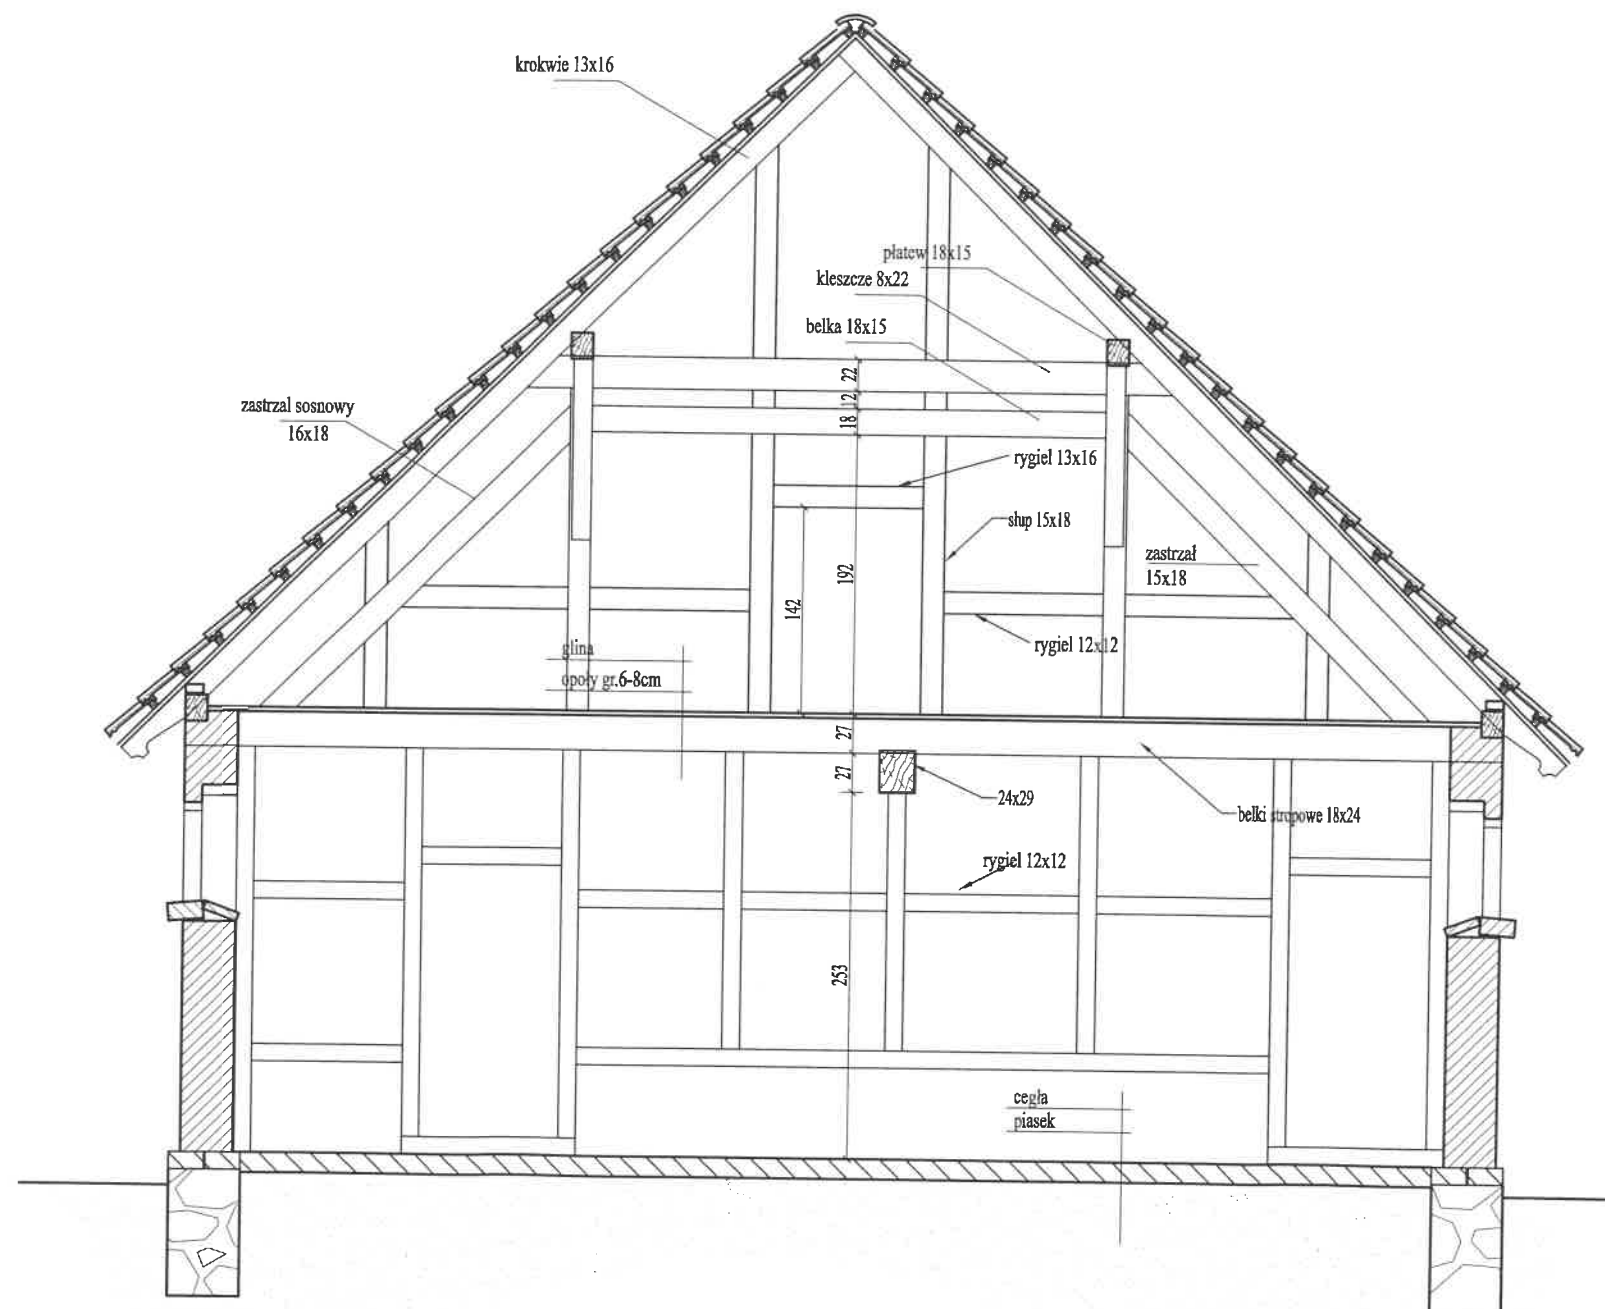 krokwie 13x16
płatew 18x15
kleszcze 8x22
belka 18x15
22
12
18
zastrzal sosnowy
16x18
rygiel 13x16
słup 15x18
zastrzał
15x18
192
142
rygiel 12x12
glina
opoły gr.6-8cm
27
27
24x29
belki stropowe 18x24
rygiel 12x12
253
cegła
piasek